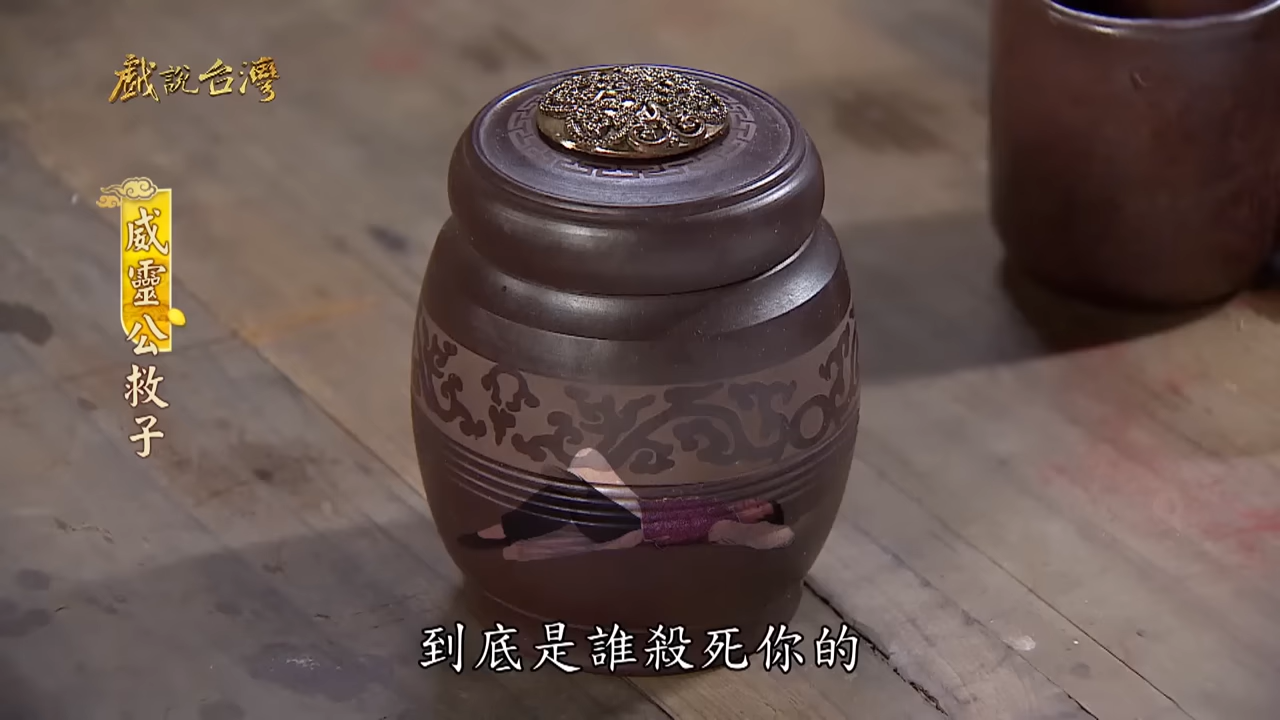 戲說台灣
威靈公救子
到底是誰殺死你的